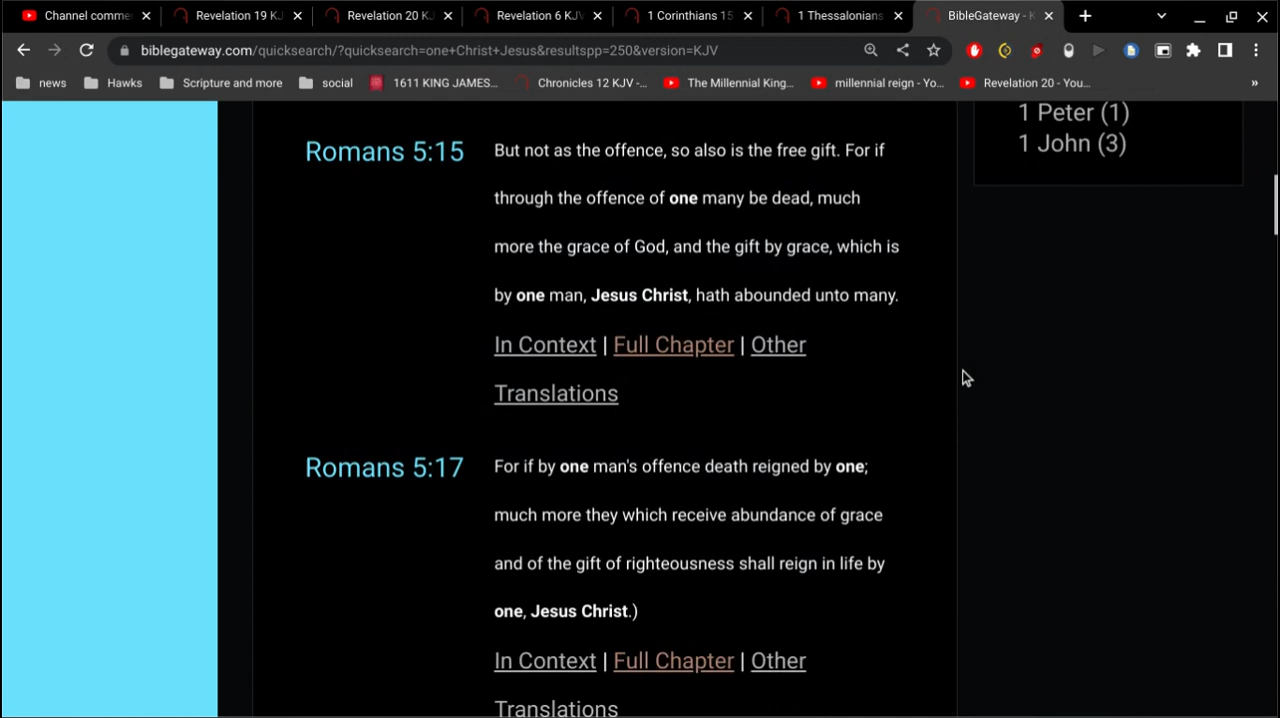 Channel comme
Revelation 19 KJ
Revelation 20 K
Revelation 6 KJV
1 Corinthians 15
1 Thessalonians
BibleGateway - K
biblegateway.com/quicksearch/?quicksearch=one+Christ+Jesus&resultspp=250&version=KJV
news
Hawks
Scripture and more
social
1611 KING JAMES...
Chronicles 12 KJV -...
The Millennial King...
millennial reign - Yo...
Revelation 20 - You...
»
1 Peter (1)
1 John (3)
Romans 5:15
But not as the offence, so also is the free gift. For if
through the offence of one many be dead, much
more the grace of God, and the gift by grace, which is
by one man, Jesus Christ, hath abounded unto many.
In Context | Full Chapter | Other
Translations
Romans 5:17
For if by one man's offence death reigned by one;
much more they which receive abundance of grace
and of the gift of righteousness shall reign in life by
one, Jesus Christ.)
In Context | Full Chapter | Other
Translations